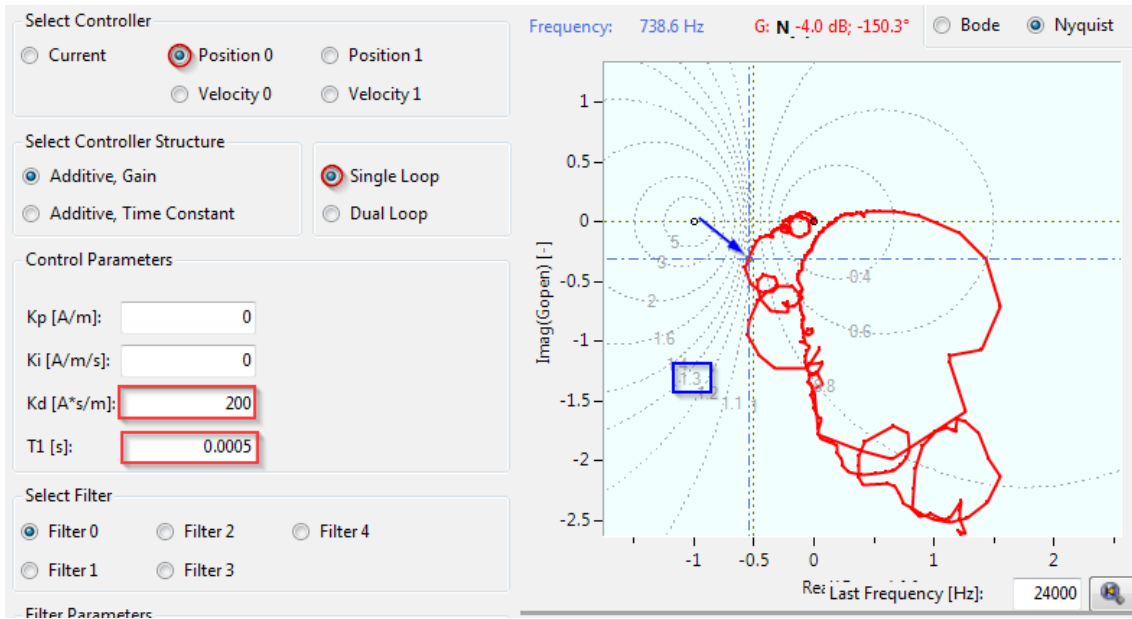 Select Controller
Current
Position 0
Position 1
Velocity 0
Velocity 1
Select Controller Structure
Additive, Gain
Additive, Time Constant
Single Loop
Dual Loop
Control Parameters
Kp [A/m]: 0
Ki [A/m/s]: 0
Kd [A*s/m]: 200
T1 [s]: 0.0005
Select Filter
Filter 0
Filter 2
Filter 4
Filter 1
Filter 3
Filter Parameters
Frequency: 738.6 Hz G: N -4.0 dB; -150.3°
Bode
Nyquist
Imag(Gopen) [-]
1
0.5
0
-0.5
-1
-1.5
-2
-2.5
5
3
2
1.6
1.3
1.2
1.1
1
0.4
0.6
0.8
-1 -0.5 0 1 2
Last Frequency [Hz]: 24000